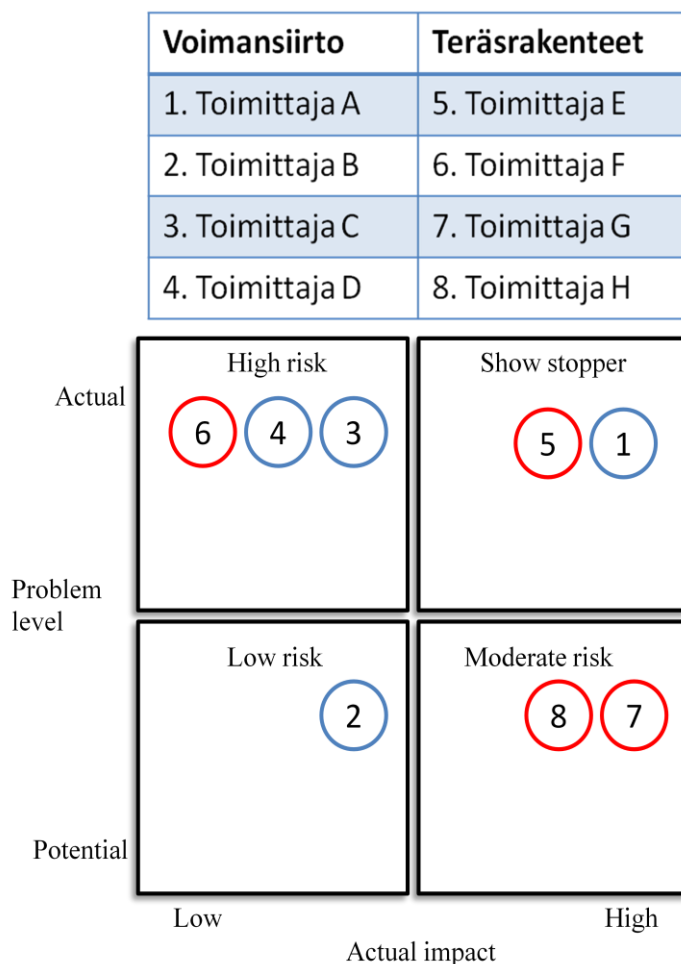 Voimansiirto Teräsrakenteet
1. Toimittaja A 5. Toimittaja E
2. Toimittaja B 6. Toimittaja F
3. Toimittaja C 7. Toimittaja G
4. Toimittaja D 8. Toimittaja H
High risk Show stopper
Actual
6 4 3 5 1
Problem
level
Low risk Moderate risk
2 8 7
Potential
Low High
Actual impact